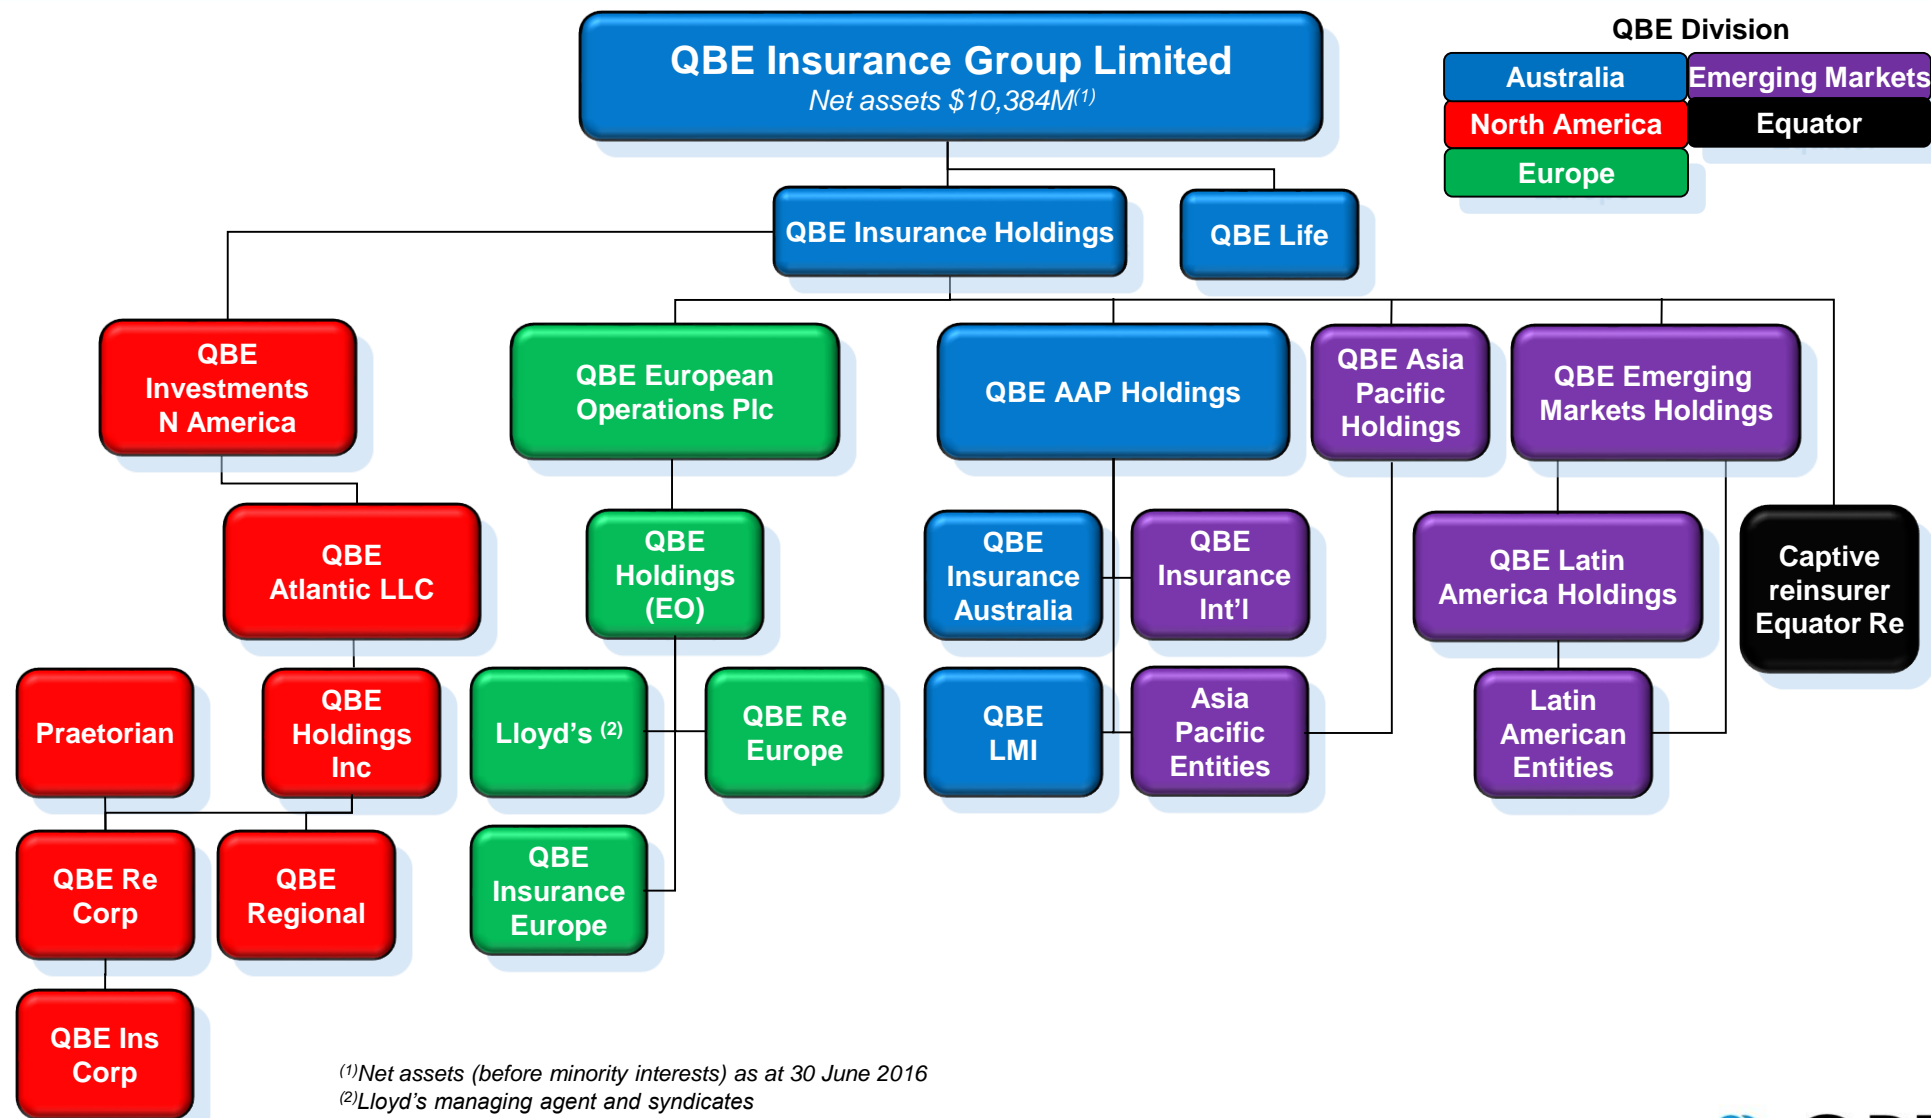 QBE Insurance Group Limited
Net assets $10,384M(1)
QBE Division
Australia
Emerging Markets
North America
Equator
Europe
QBE Insurance Holdings
QBE Life
QBE
Investments
N America
QBE European
Operations Plc
QBE AAP Holdings
QBE Asia
Pacific
Holdings
QBE Emerging
Markets Holdings
QBE
Atlantic LLC
QBE
Holdings
(EO)
QBE
Insurance
Australia
QBE
Insurance
Int'l
QBE Latin
America Holdings
Captive
reinsurer
Equator Re
Praetorian
QBE
Holdings
Inc
Lloyd's (2)
QBE Re
Europe
QBE
LMI
Asia
Pacific
Entities
Latin
American
Entities
QBE Re
Corp
QBE
Regional
QBE
Insurance
Europe
QBE Ins
Corp
(1)Net assets (before minority interests) as at 30 June 2016
(2)Lloyd's managing agent and syndicates